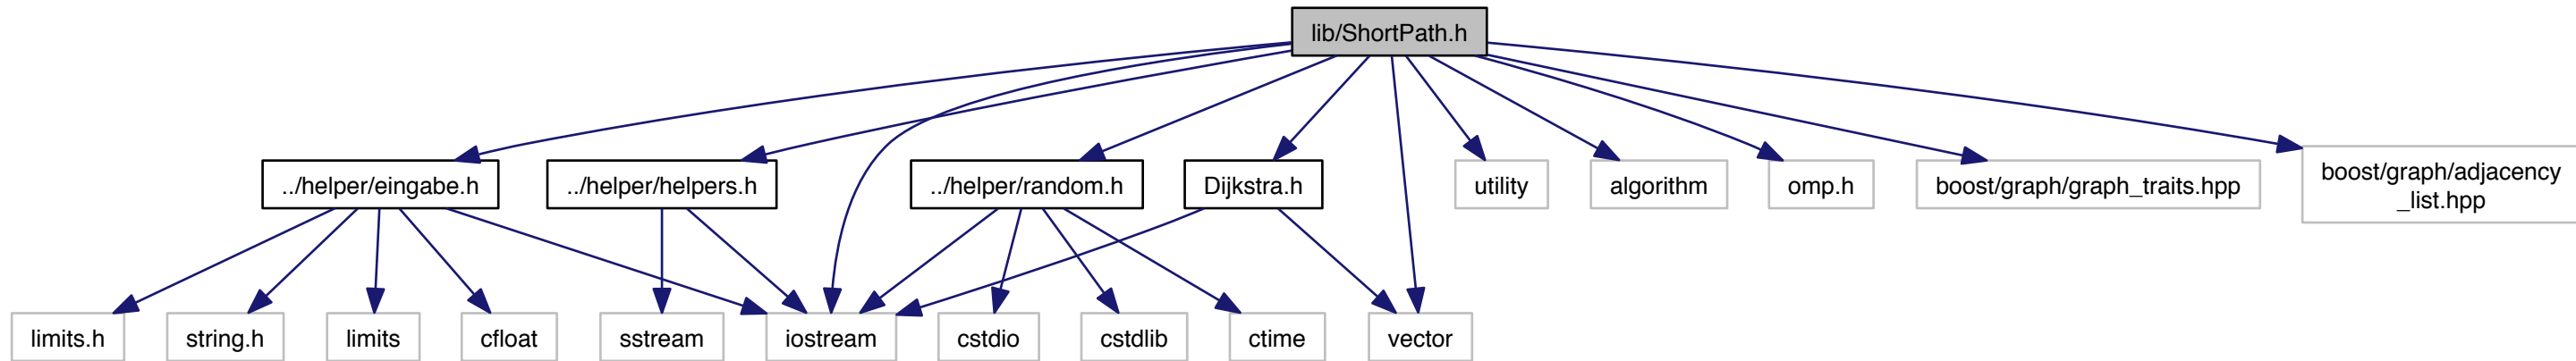 lib/ShortPath.h
../helper/eingabe.h
../helper/helpers.h
../helper/random.h
Dijkstra.h
utility
algorithm
omp.h
boost/graph/graph_traits.hpp
boost/graph/adjacency
_list.hpp
limits.h
string.h
limits
cfloat
sstream
iostream
cstdio
cstdlib
ctime
vector